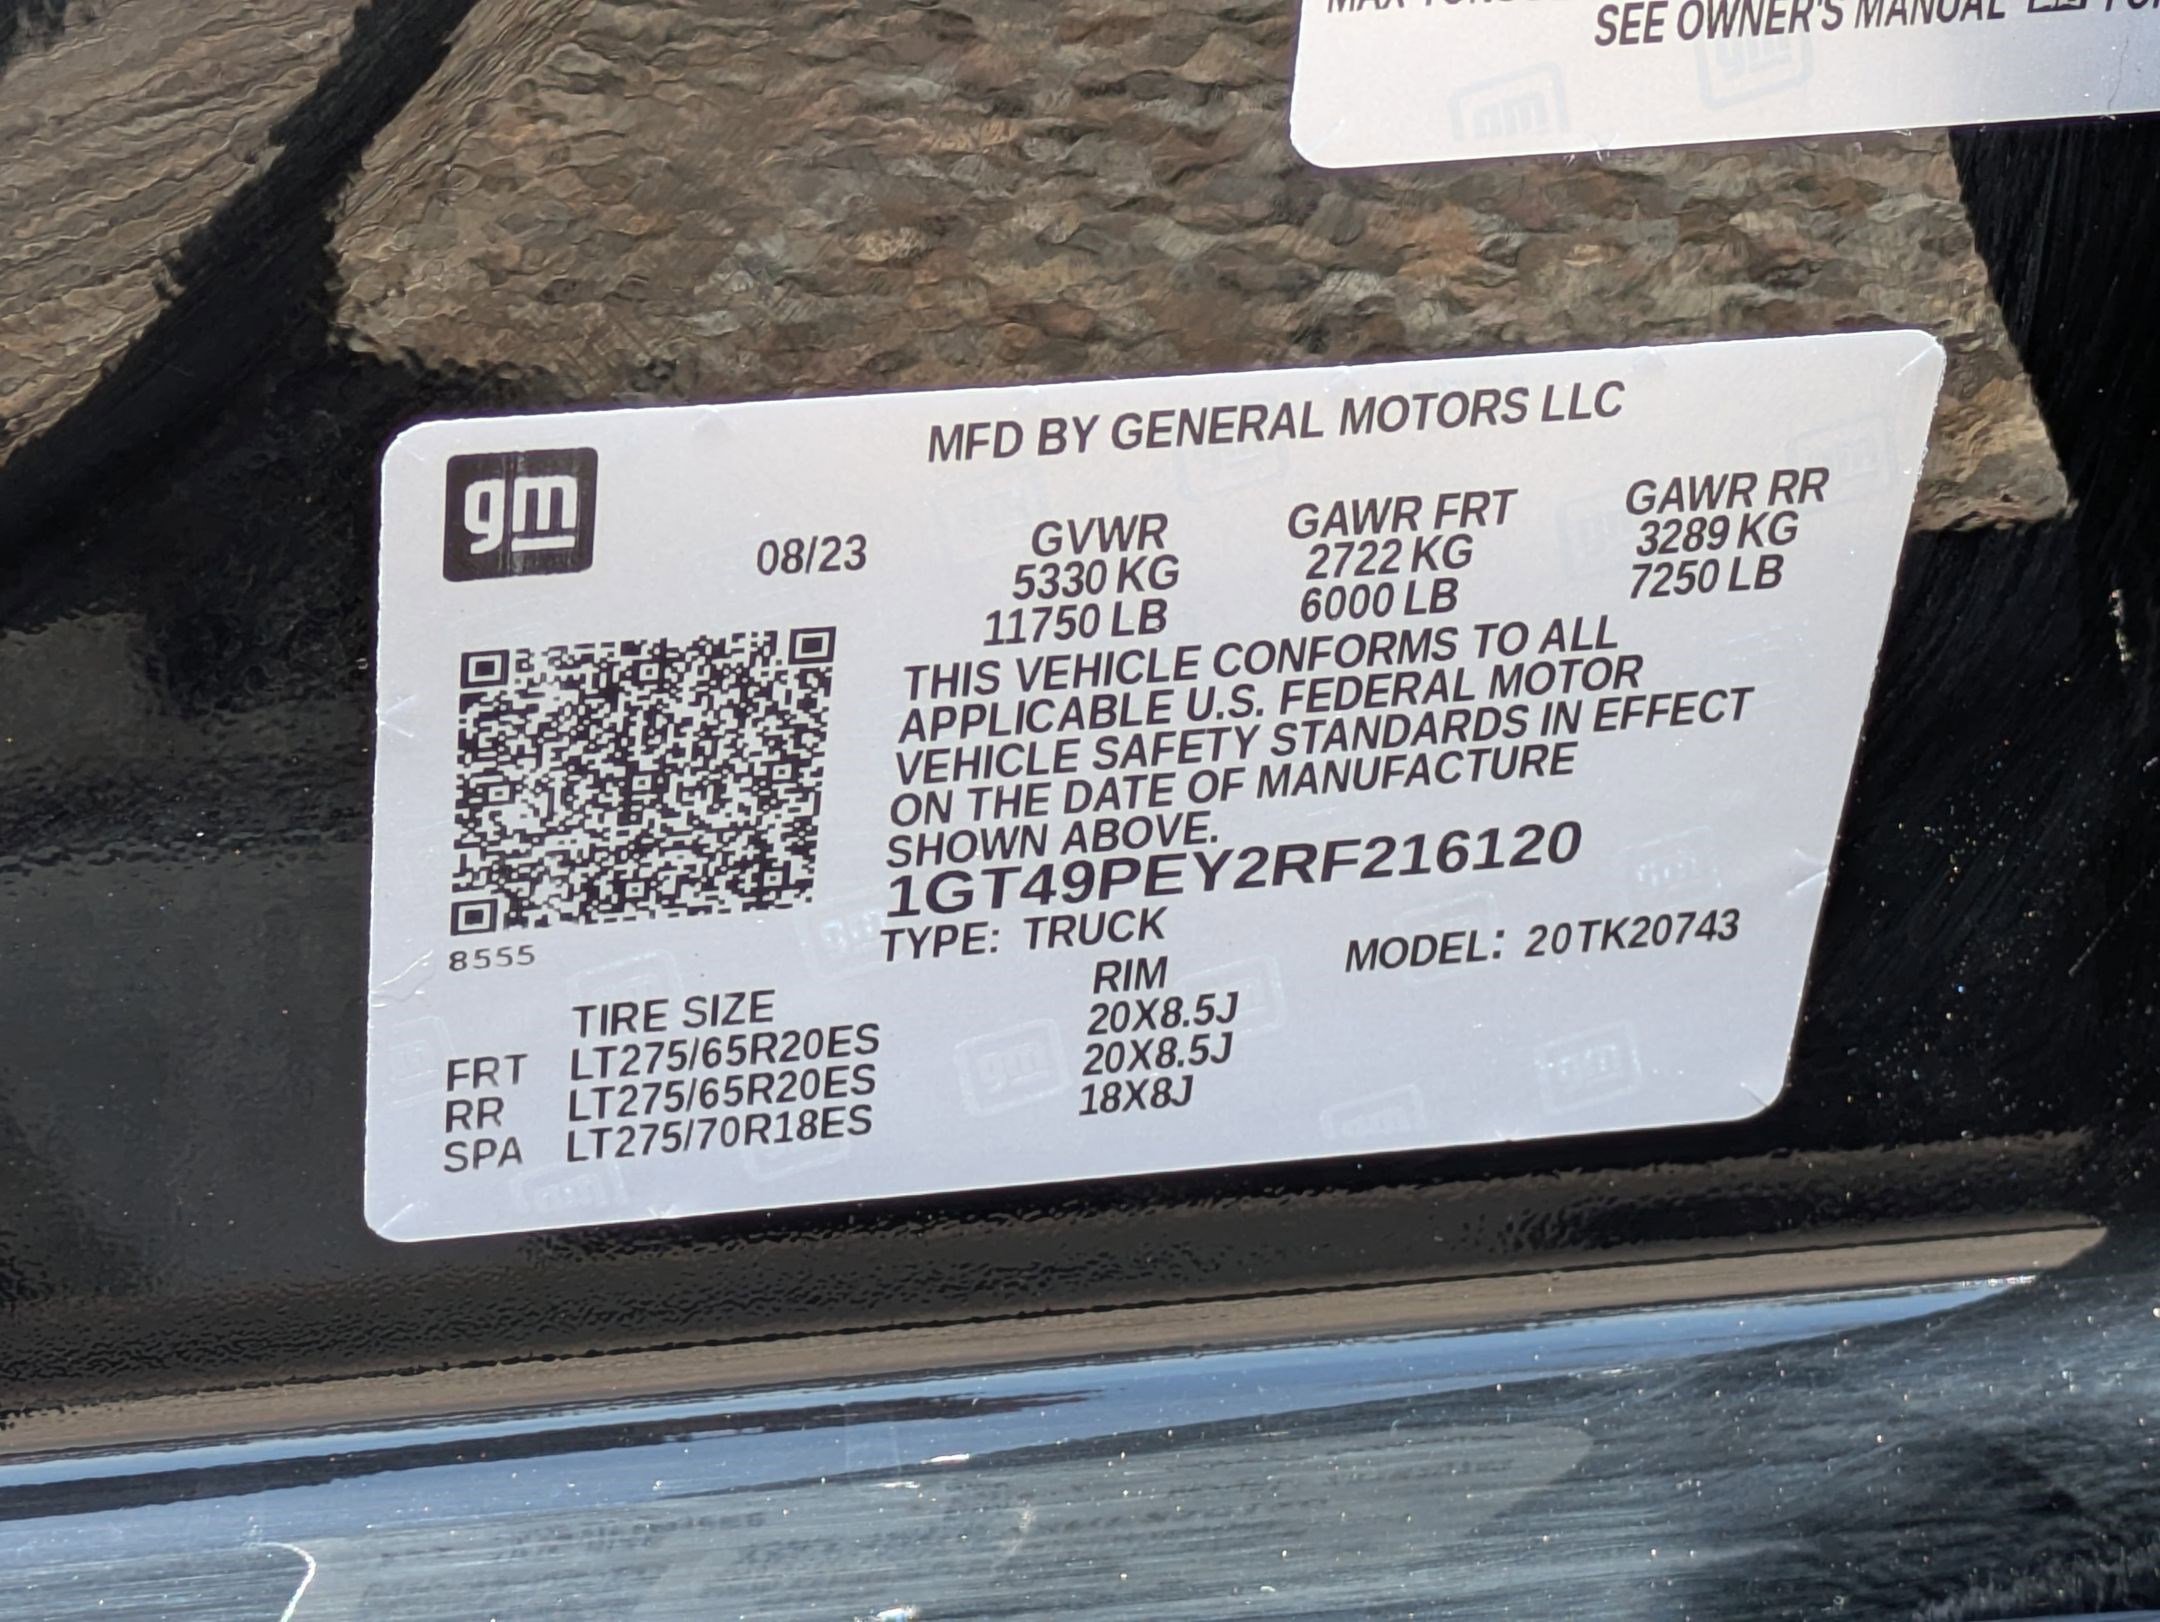 SEE OWNER'S MANUAL
gm
MFD BY GENERAL MOTORS LLC
08/23
GVWR GAWR FRT GAWR RR
5330 KG 2722 KG 3289 KG
11750 LB 6000 LB 7250 LB
THIS VEHICLE CONFORMS TO ALL
APPLICABLE U.S. FEDERAL MOTOR
VEHICLE SAFETY STANDARDS IN EFFECT
ON THE DATE OF MANUFACTURE
SHOWN ABOVE.
1GT49PEY2RF216120
TYPE: TRUCK MODEL: 20TK20743
8555
TIRE SIZE RIM
FRT LT275/65R20ES 20X8.5J
RR LT275/65R20ES 20X8.5J
SPA LT275/70R18ES 18X8J